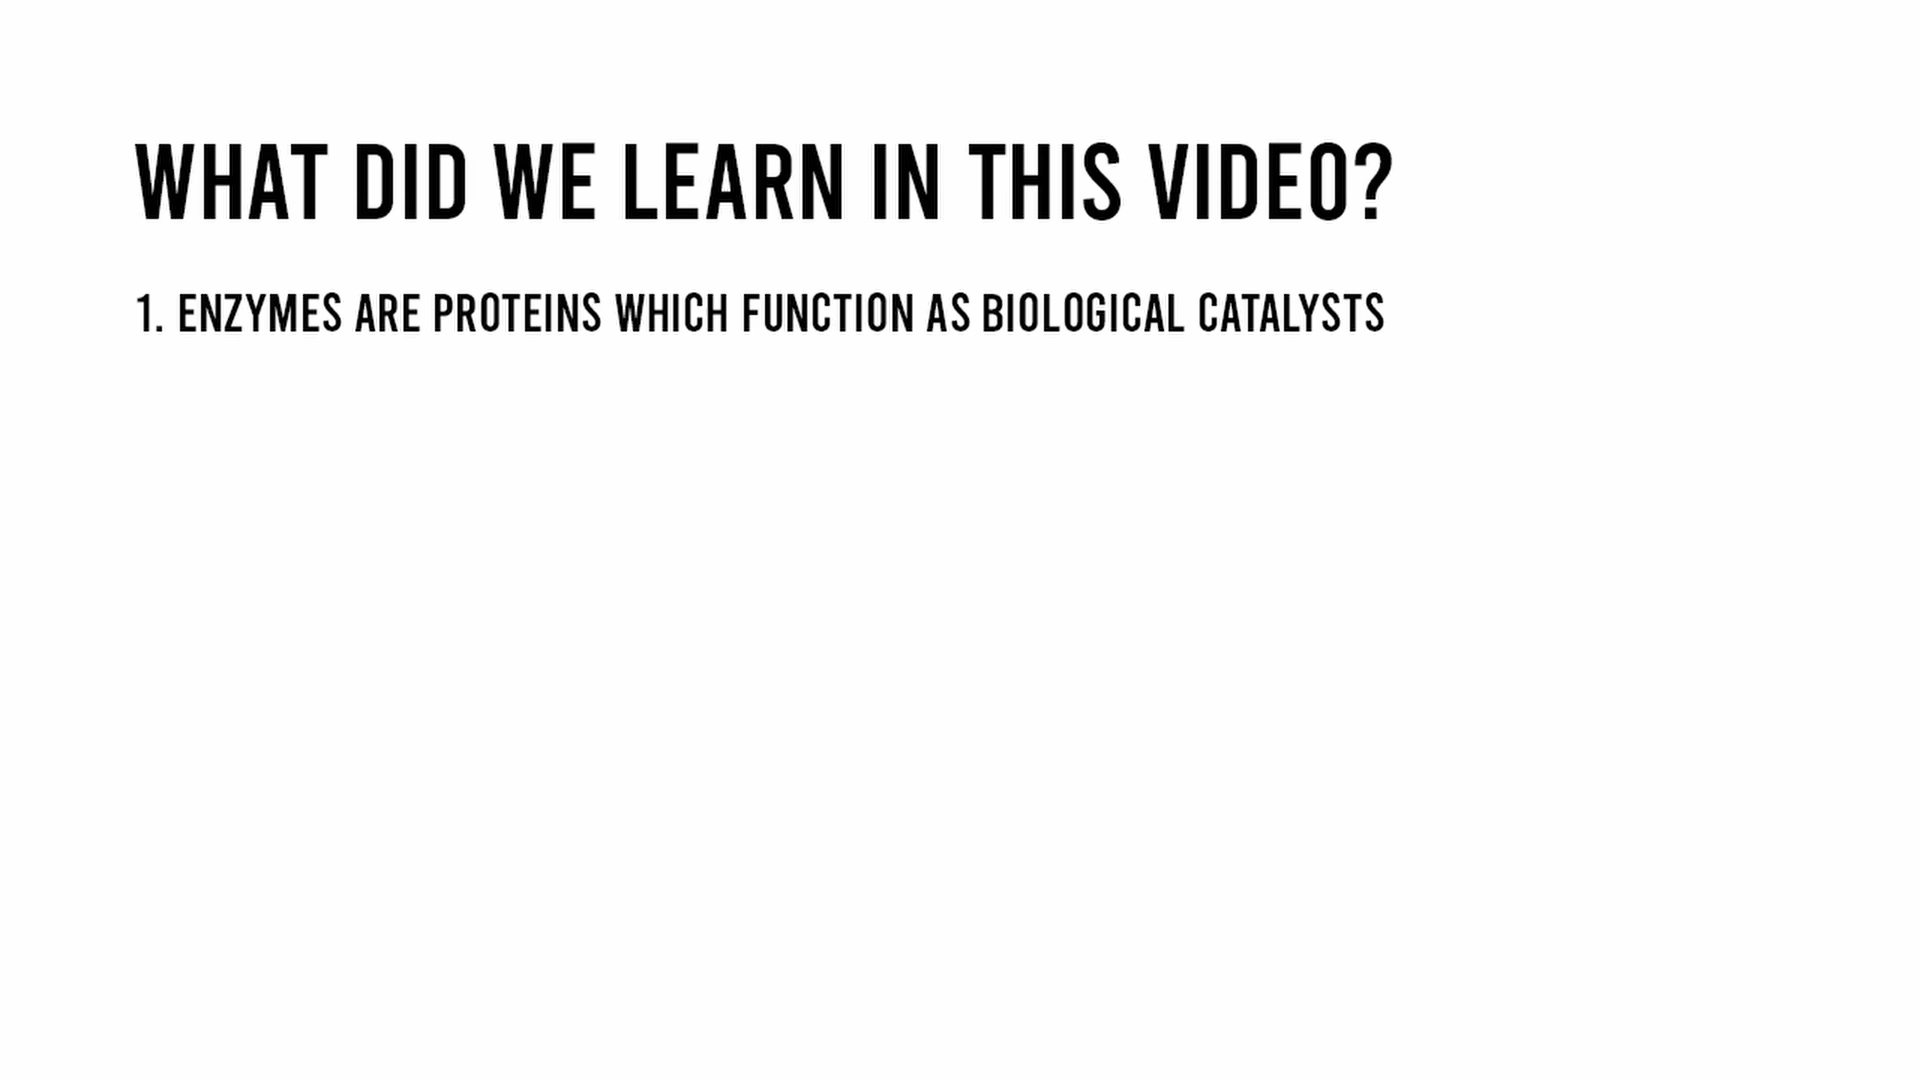 WHAT DID WE LEARN IN THIS VIDEO?
1. ENZYMES ARE PROTEINS WHICH FUNCTION AS BIOLOGICAL CATALYSTS